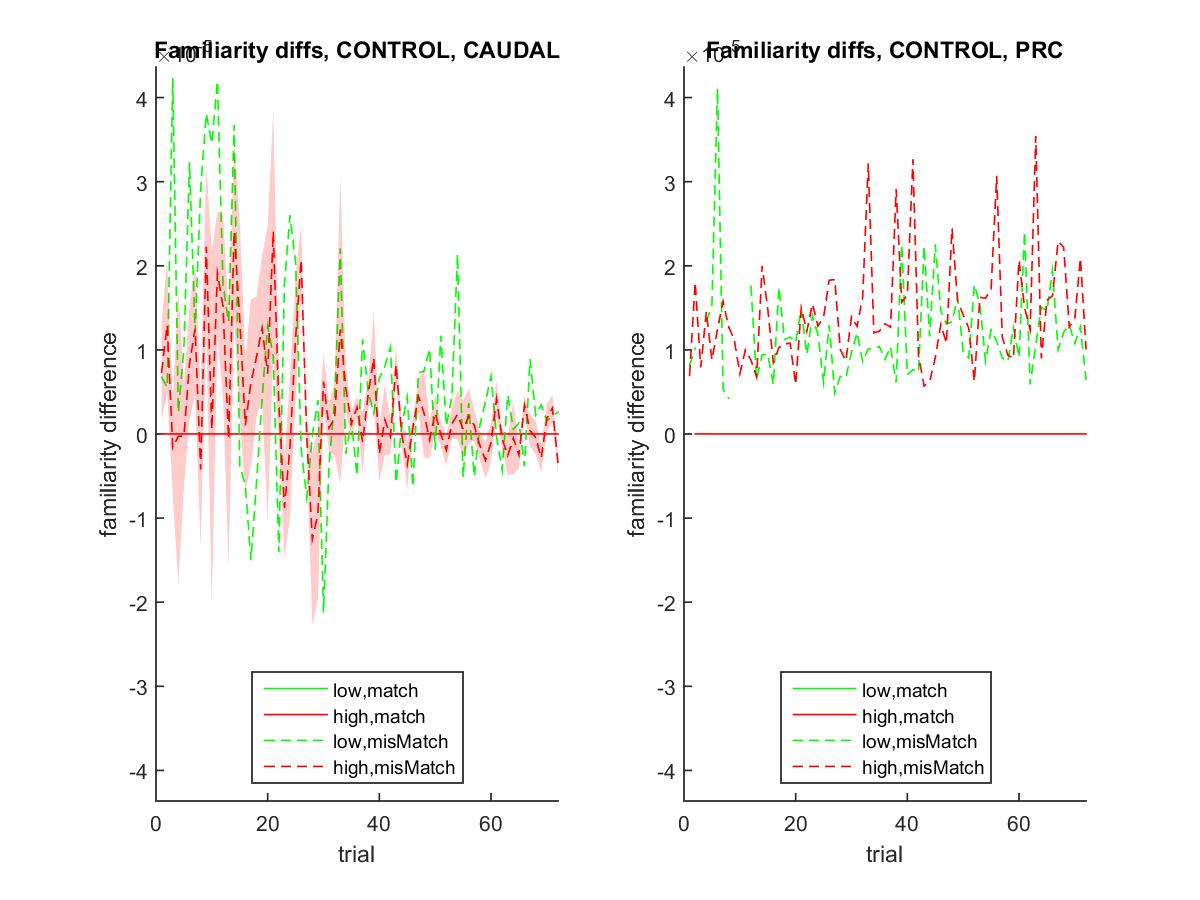 Familiarity diffs, CONTROL, CAUDAL
×10⁻⁵
familiarity difference
4
3
2
1
0
-1
-2
-3
-4
0 20 40 60
trial
low,match
high,match
low,misMatch
high,misMatch
Familiarity diffs, CONTROL, PRC
×10⁻⁵
familiarity difference
4
3
2
1
0
-1
-2
-3
-4
0 20 40 60
trial
low,match
high,match
low,misMatch
high,misMatch